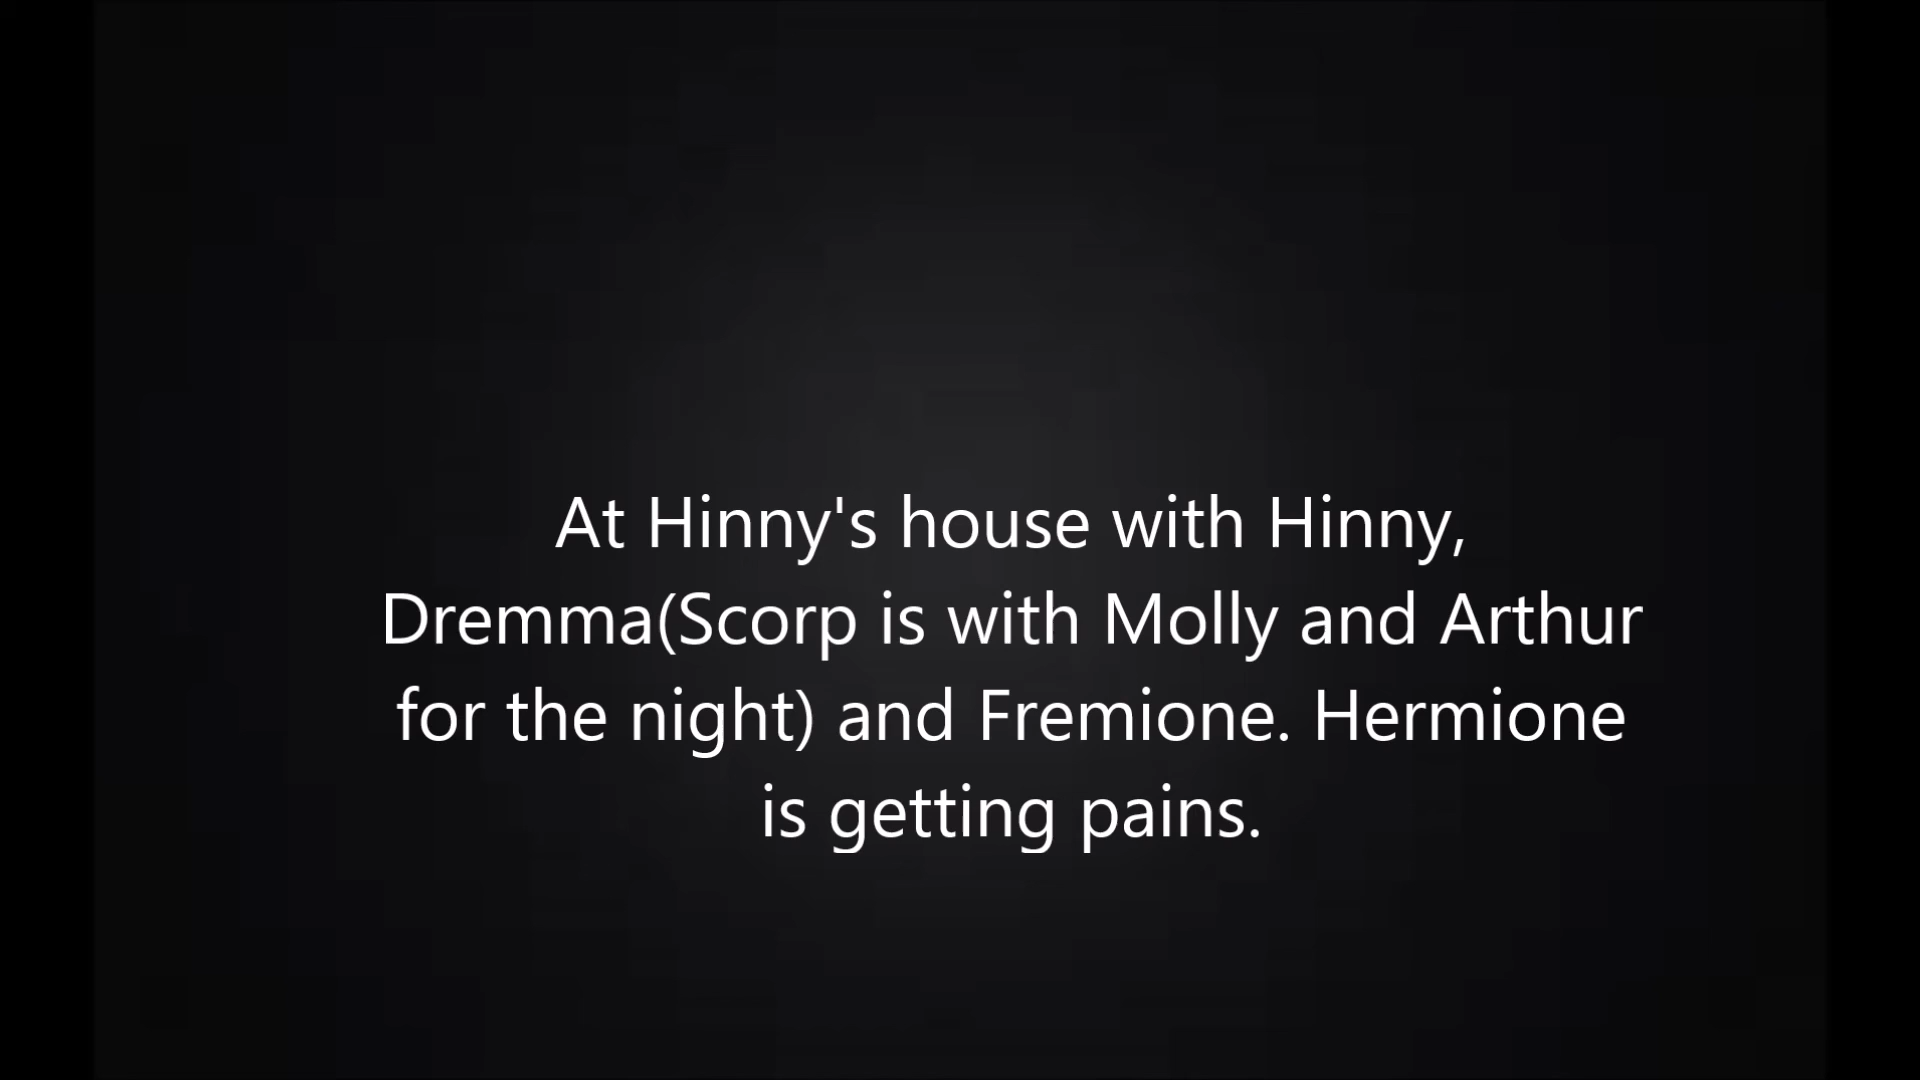 At Hinny's house with Hinny,
Dremma(Scorp is with Molly and Arthur
for the night) and Fremione. Hermione
is getting pains.